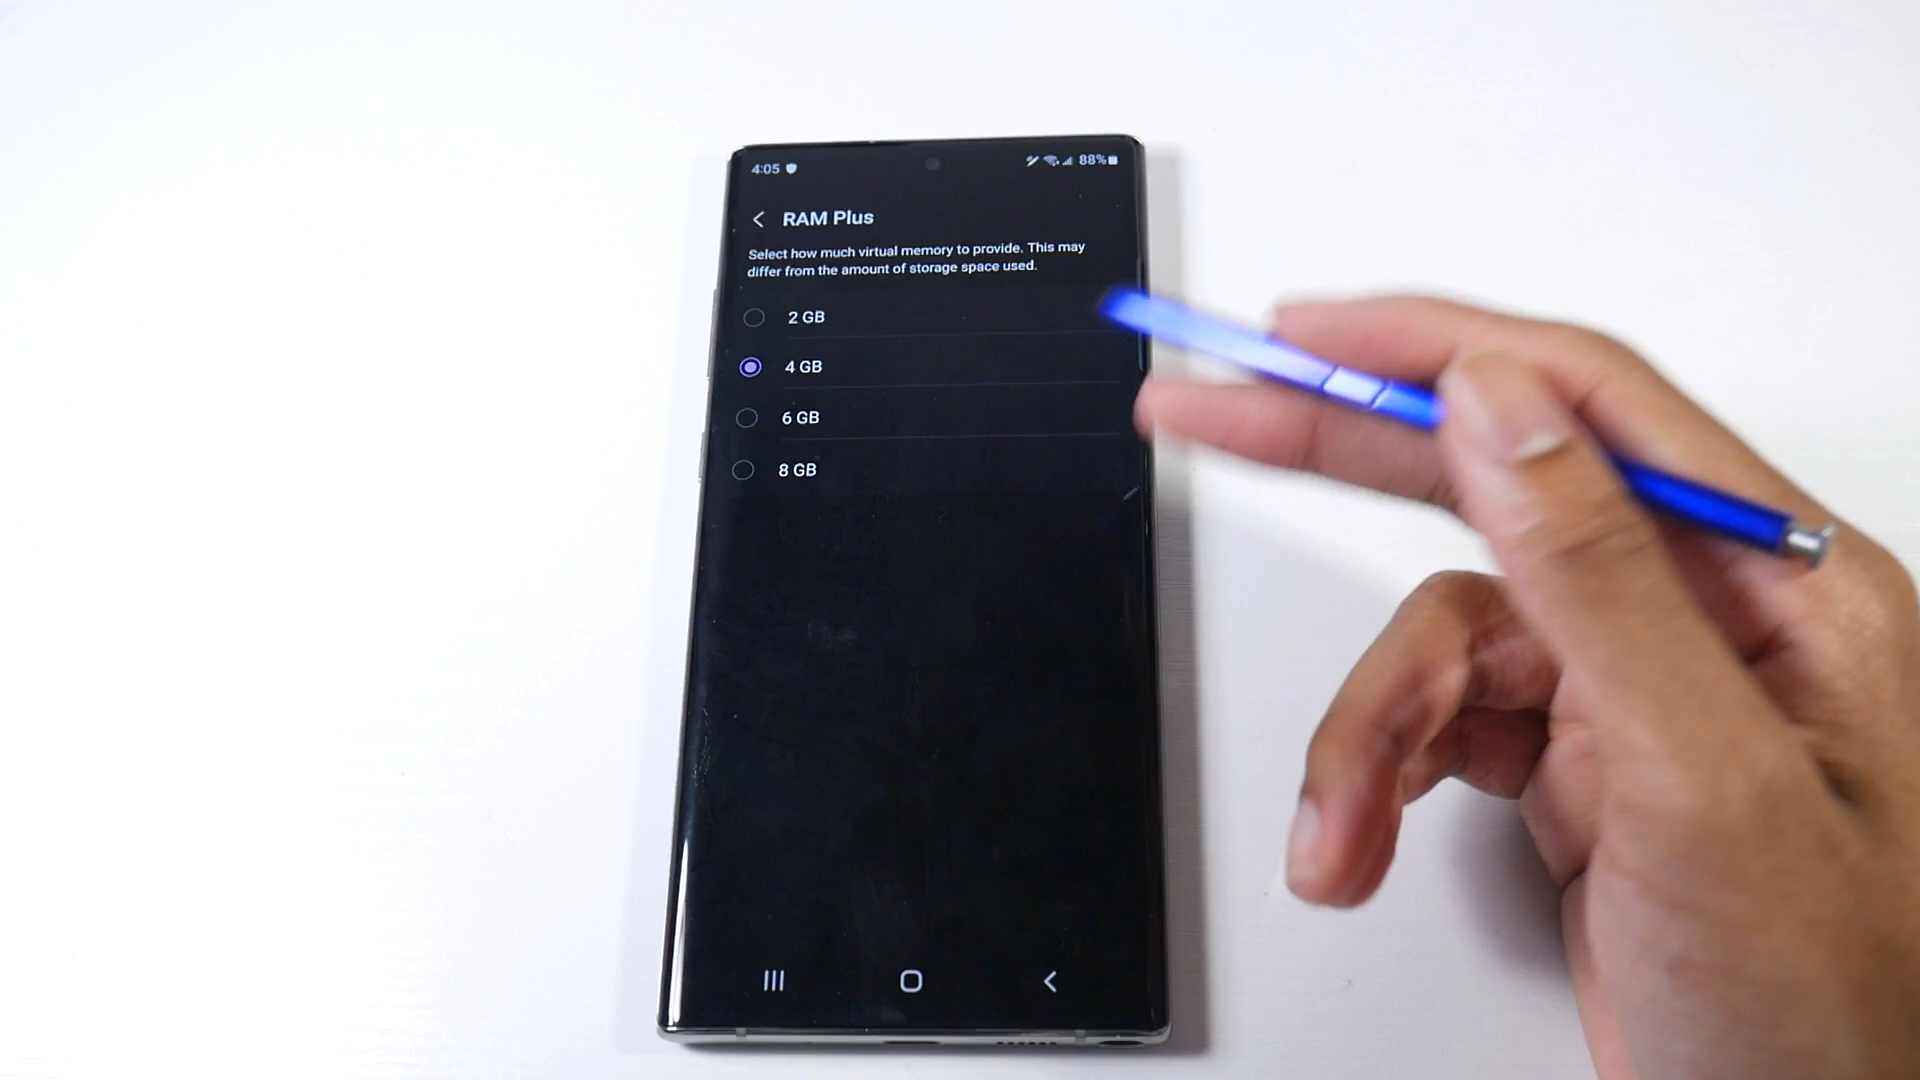 4:05
88%
RAM Plus
Select how much virtual memory to provide. This may
differ from the amount of storage space used.
2 GB
4 GB
6 GB
8 GB